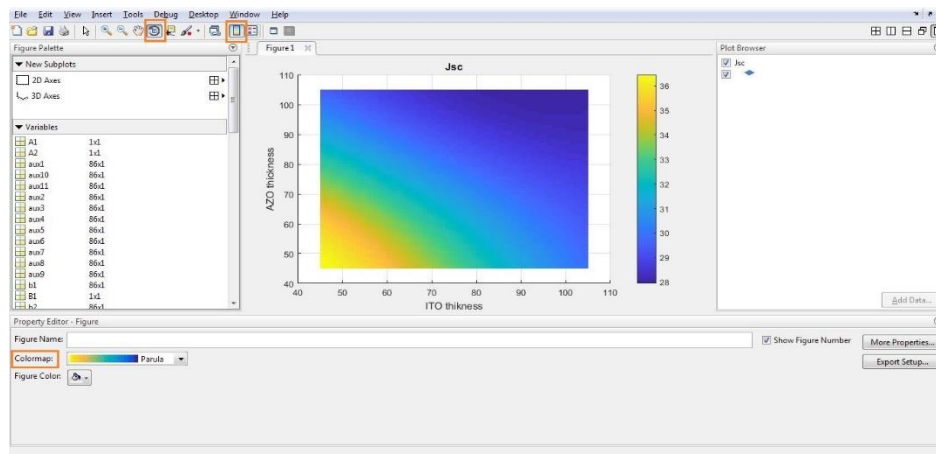 File Edit View Insert Tools Debug Desktop Window Help
Figure Palette
New Subplots
2D Axes
3D Axes
Variables
A1 1x1
A2 1x1
aux1 86x1
aux10 86x1
aux11 86x1
aux2 86x1
aux3 86x1
aux4 86x1
aux5 86x1
aux6 86x1
aux7 86x1
aux8 86x1
aux9 86x1
b1 86x1
B1 1x1
b2 86x1
Figure 1
Jsc
110
100
90
80
70
60
50
40
AZO thickness
40 50 60 70 80 90 100 110
ITO thikness
36
35
34
33
32
31
30
29
28
Plot Browser
Jsc
Add Data...
Property Editor - Figure
Figure Name:
Show Figure Number
More Properties...
Colormap: Parula
Export Setup...
Figure Color: